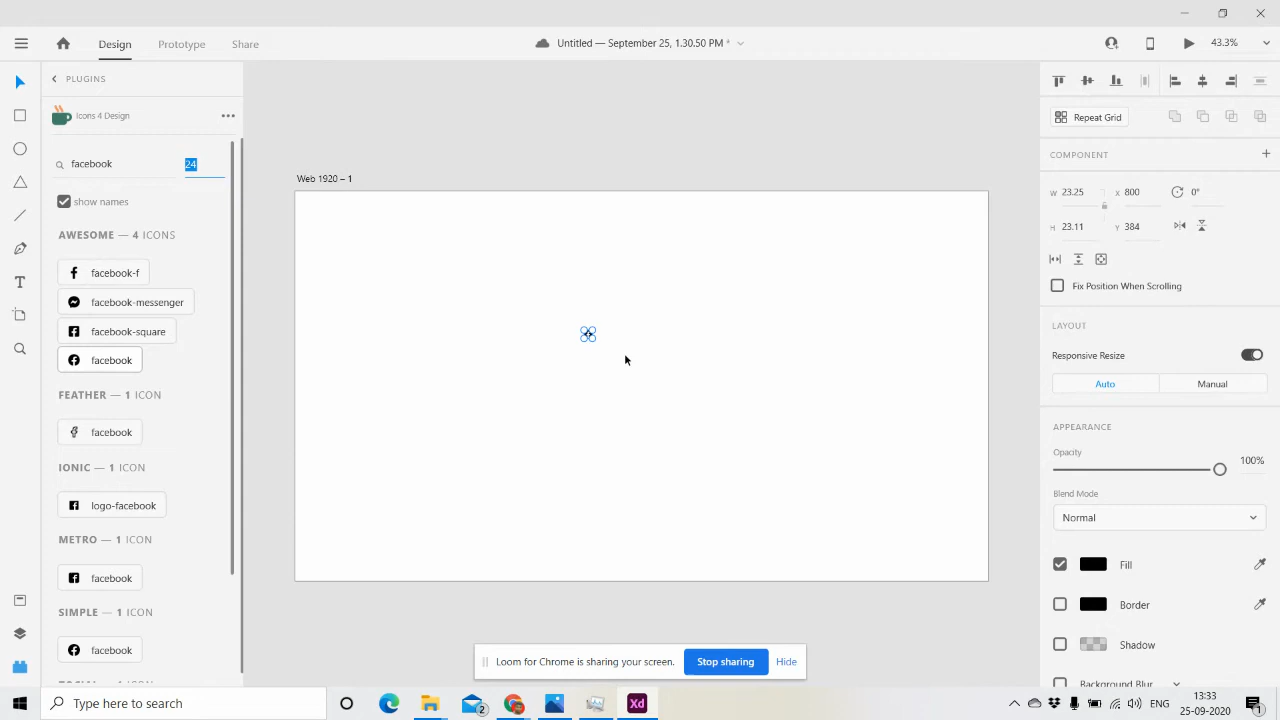 Design
Prototype
Share
Untitled — September 25, 1.30.50 PM *
43.3%
PLUGINS
Icons 4 Design
facebook
24
show names
AWESOME — 4 ICONS
facebook-f
facebook-messenger
facebook-square
facebook
FEATHER — 1 ICON
facebook
IONIC — 1 ICON
logo-facebook
METRO — 1 ICON
facebook
SIMPLE — 1 ICON
facebook
Web 1920 – 1
Repeat Grid
COMPONENT
W 23.25
X 800
0°
H 23.11
Y 384
Fix Position When Scrolling
LAYOUT
Responsive Resize
Auto
Manual
APPEARANCE
Opacity
100%
Blend Mode
Normal
Fill
Border
Shadow
Background Blur
Loom for Chrome is sharing your screen.
Stop sharing
Hide
Type here to search
2
Xd
ENG
13:33
25-09-2020
1